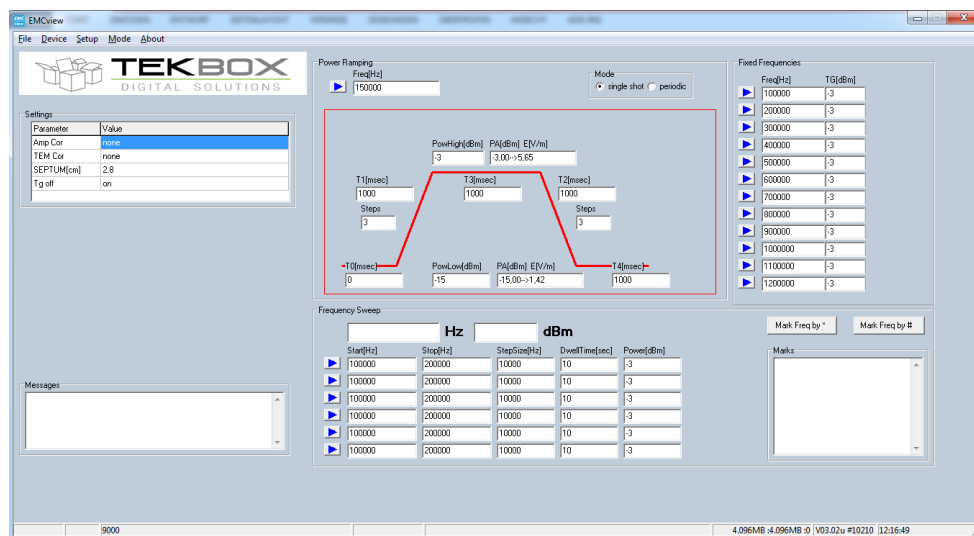 EMCview
File Device Setup Mode About
TEKBOX
DIGITAL SOLUTIONS
Settings
Parameter Value
Amp Cor none
TEM Cor none
SEPTUM[cm] 2.8
Tg off on
Messages
Power Ramping
Freq[Hz]
150000
Mode
single shot periodic
PowHigh[dBm] PA[dBm] E[V/m]
-3 -3,00->5,65
T1[msec] T3[msec] T2[msec]
1000 1000 1000
Steps Steps
3 3
T0[msec] PowLow[dBm] PA[dBm] E[V/m] T4[msec]
0 -15 -15,00->1,42 1000
Fixed Frequencies
Freq[Hz] TG[dBm]
100000 -3
200000 -3
300000 -3
400000 -3
500000 -3
600000 -3
700000 -3
800000 -3
900000 -3
1000000 -3
1100000 -3
1200000 -3
Frequency Sweep
Hz dBm
Start[Hz] Stop[Hz] StepSize[Hz] DwellTime[sec] Power[dBm]
100000 200000 10000 10 -3
100000 200000 10000 10 -3
100000 200000 10000 10 -3
100000 200000 10000 10 -3
100000 200000 10000 10 -3
100000 200000 10000 10 -3
Mark Freq by * Mark Freq by #
Marks
9000 4.096MB :4.096MB :0 V03.02u #10210 12:16:49